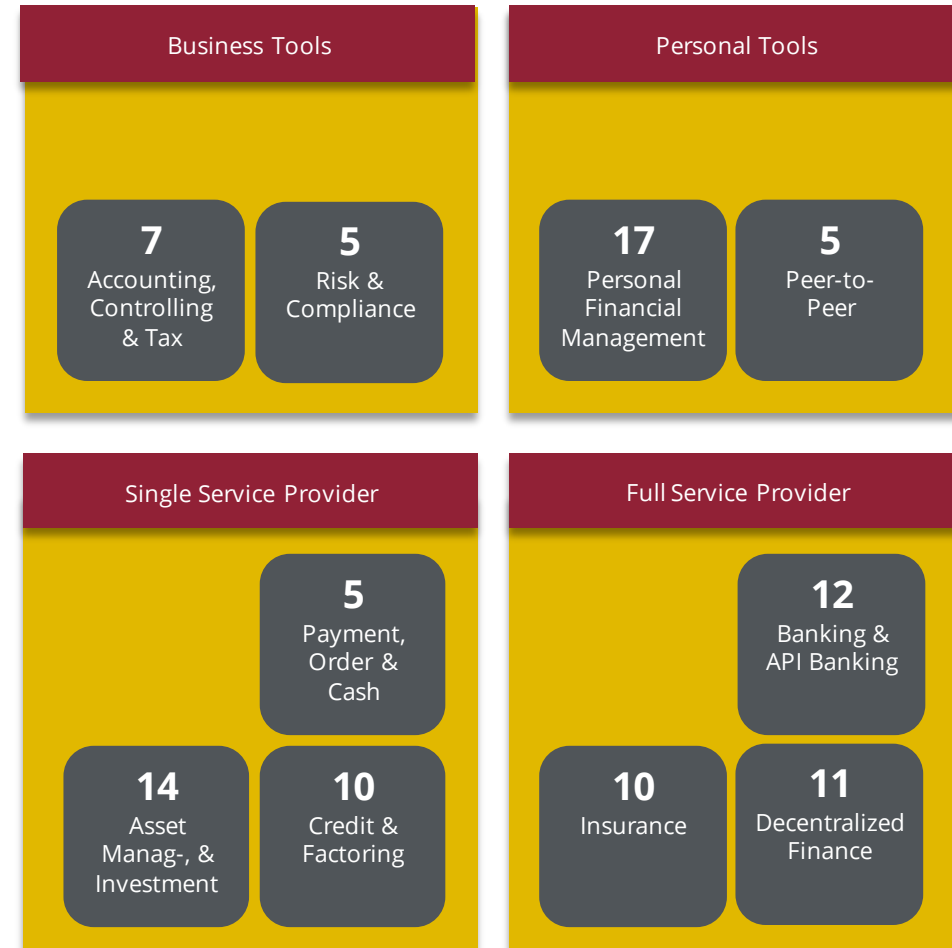 Business Tools
7
Accounting,
Controlling
& Tax
5
Risk &
Compliance
Personal Tools
17
Personal
Financial
Management
5
Peer-to-
Peer
Single Service Provider
5
Payment,
Order &
Cash
14
Asset
Manag-, &
Investment
10
Credit &
Factoring
Full Service Provider
12
Banking &
API Banking
10
Insurance
11
Decentralized
Finance